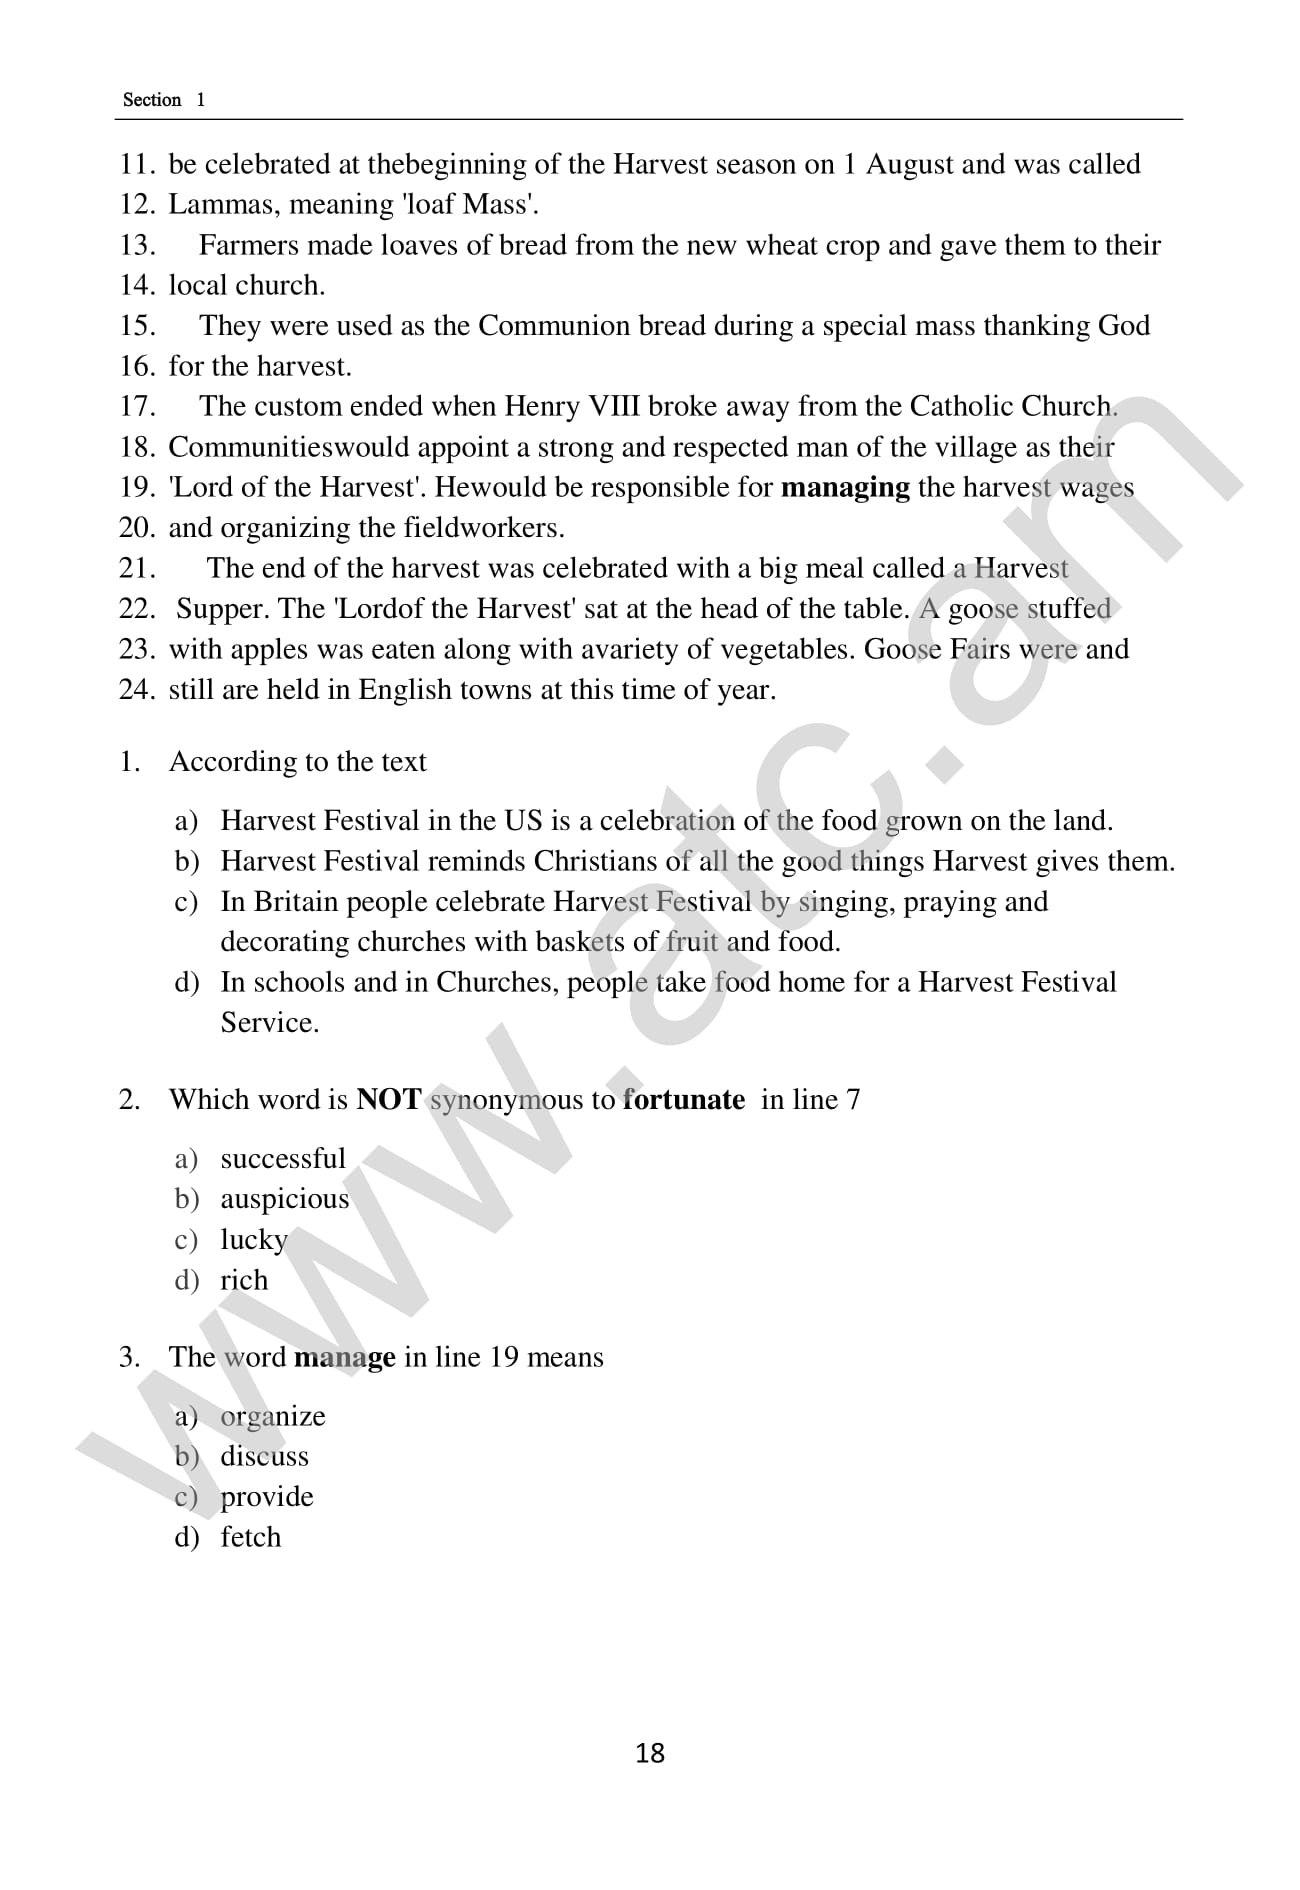 Section 1
11. be celebrated at thebeginning of the Harvest season on 1 August and was called
12. Lammas, meaning 'loaf Mass'.
13. Farmers made loaves of bread from the new wheat crop and gave them to their
14. local church.
15. They were used as the Communion bread during a special mass thanking God
16. for the harvest.
17. The custom ended when Henry VIII broke away from the Catholic Church.
18. Communitieswould appoint a strong and respected man of the village as their
19. 'Lord of the Harvest'. Hewould be responsible for managing the harvest wages
20. and organizing the fieldworkers.
21. The end of the harvest was celebrated with a big meal called a Harvest
22. Supper. The 'Lordof the Harvest' sat at the head of the table. A goose stuffed
23. with apples was eaten along with avariety of vegetables. Goose Fairs were and
24. still are held in English towns at this time of year.
1. According to the text
a) Harvest Festival in the US is a celebration of the food grown on the land.
b) Harvest Festival reminds Christians of all the good things Harvest gives them.
c) In Britain people celebrate Harvest Festival by singing, praying and
decorating churches with baskets of fruit and food.
d) In schools and in Churches, people take food home for a Harvest Festival
Service.
2. Which word is NOT synonymous to fortunate in line 7
a) successful
b) auspicious
c) lucky
d) rich
3. The word manage in line 19 means
a) organize
b) discuss
c) provide
d) fetch
18
www.atc.am